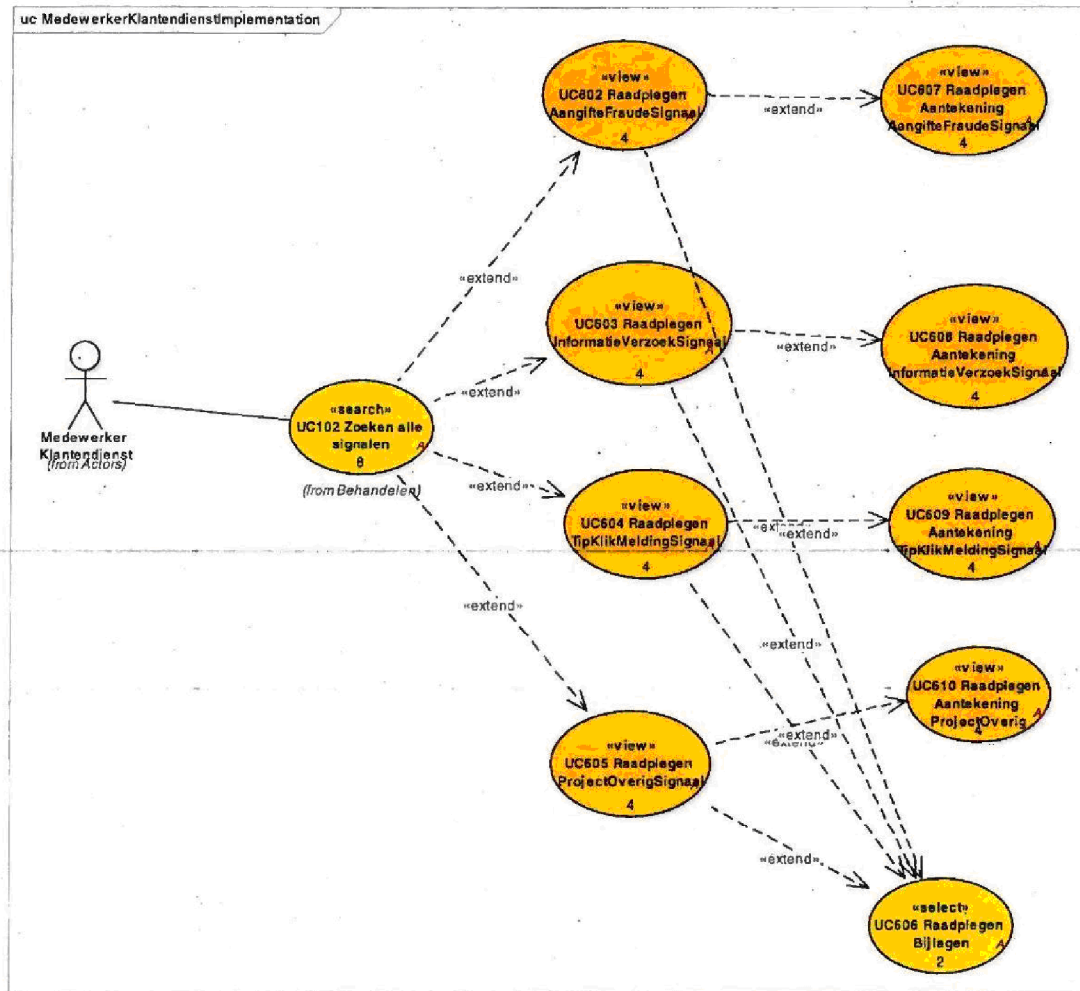 uc MedewerkerKlantendienstImplementation
«view»
UC602 Raadplegen
AangifteFraudeSignaal
4
«extend»
«view»
UC607 Raadplegen
Aantekening
AangifteFraudeSignaal
4
«extend»
«view»
UC603 Raadplegen
InformatieVerzoekSignaal
4
«extend»
«view»
UC608 Raadplegen
Aantekening
InformatieVerzoekSignaal
4
Medewerker
Klantendienst
(from Actors)
«search»
UC102 Zoeken alle
signalen
8
(from Behandelen)
«extend»
«extend»
«view»
UC604 Raadplegen
TipKlikMeldingSignaal
4
«extend»
«extend»
«view»
UC609 Raadplegen
Aantekening
TipKlikMeldingSignaal
4
«extend»
«extend»
«view»
UC605 Raadplegen
ProjectOverigSignaal
4
«extend»
«extend»
«view»
UC610 Raadplegen
Aantekening
ProjectOverig
4
«extend»
«select»
UC606 Raadplegen
Bijlagen
2